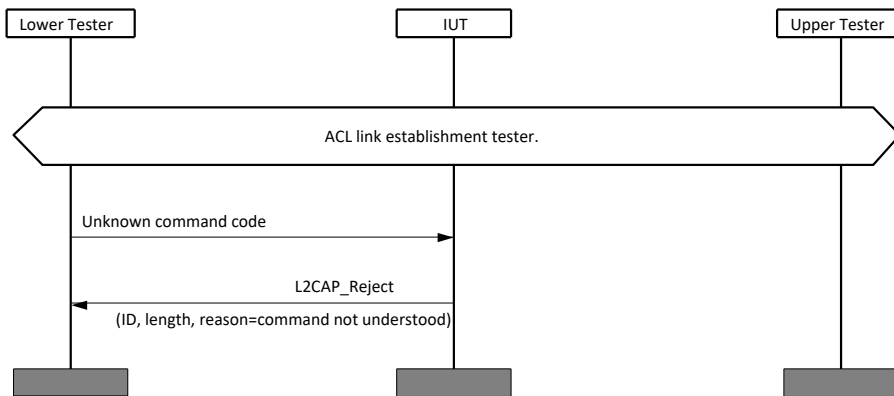 Lower Tester
IUT
Upper Tester
ACL link establishment tester.
Unknown command code
L2CAP_Reject
(ID, length, reason=command not understood)